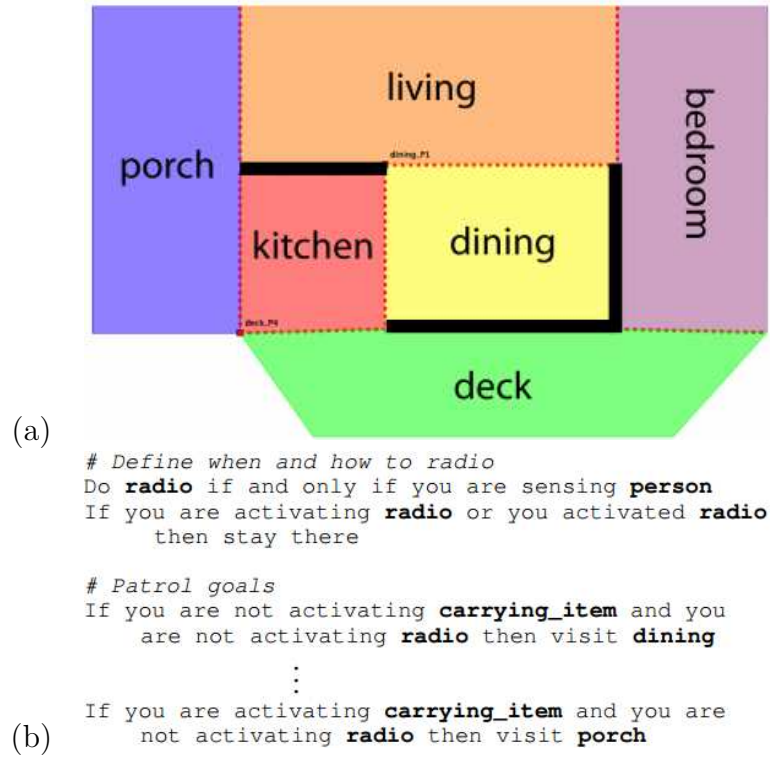 living
bedroom
dining_P1
porch
kitchen
dining
deck_P4
deck
(a)
# Define when and how to radio
Do radio if and only if you are sensing person
If you are activating radio or you activated radio
then stay there
# Patrol goals
If you are not activating carrying_item and you
are not activating radio then visit dining
⋮
If you are activating carrying_item and you are
(b)
not activating radio then visit porch